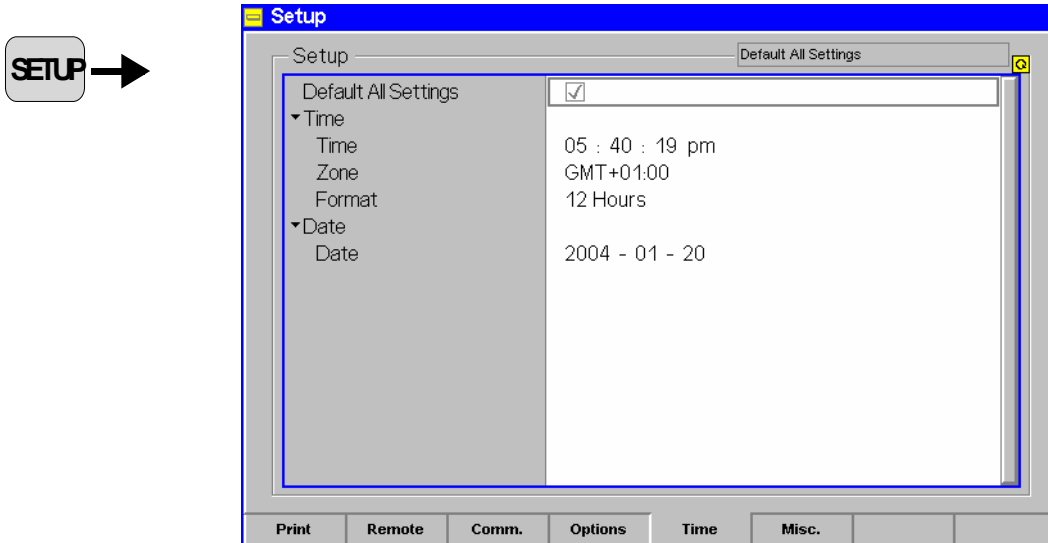 SETUP
Setup
Setup
Default All Settings
Default All Settings
Time
Time 05 : 40 : 19 pm
Zone GMT+01:00
Format 12 Hours
Date
Date 2004 - 01 - 20
Print Remote Comm. Options Time Misc.